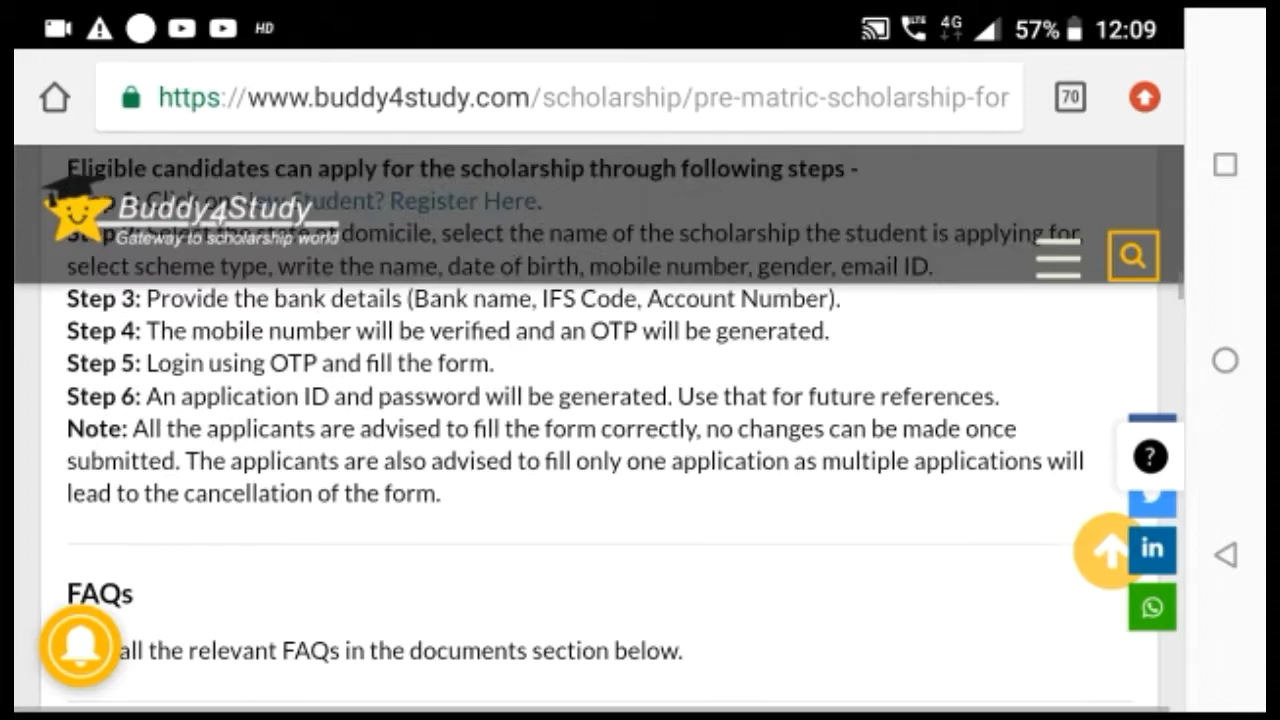 HD LTE 4G 57% 12:09
https://www.buddy4study.com/scholarship/pre-matric-scholarship-for 70
Eligible candidates can apply for the scholarship through following steps -
Click on New Student? Register Here.
Buddy4Study
domicile, select the name of the scholarship the student is applying for,
Gateway to scholarship world
select scheme type, write the name, date of birth, mobile number, gender, email ID.
Step 3: Provide the bank details (Bank name, IFS Code, Account Number).
Step 4: The mobile number will be verified and an OTP will be generated.
Step 5: Login using OTP and fill the form.
Step 6: An application ID and password will be generated. Use that for future references.
Note: All the applicants are advised to fill the form correctly, no changes can be made once
submitted. The applicants are also advised to fill only one application as multiple applications will
?
lead to the cancellation of the form.
in
FAQs
all the relevant FAQs in the documents section below.